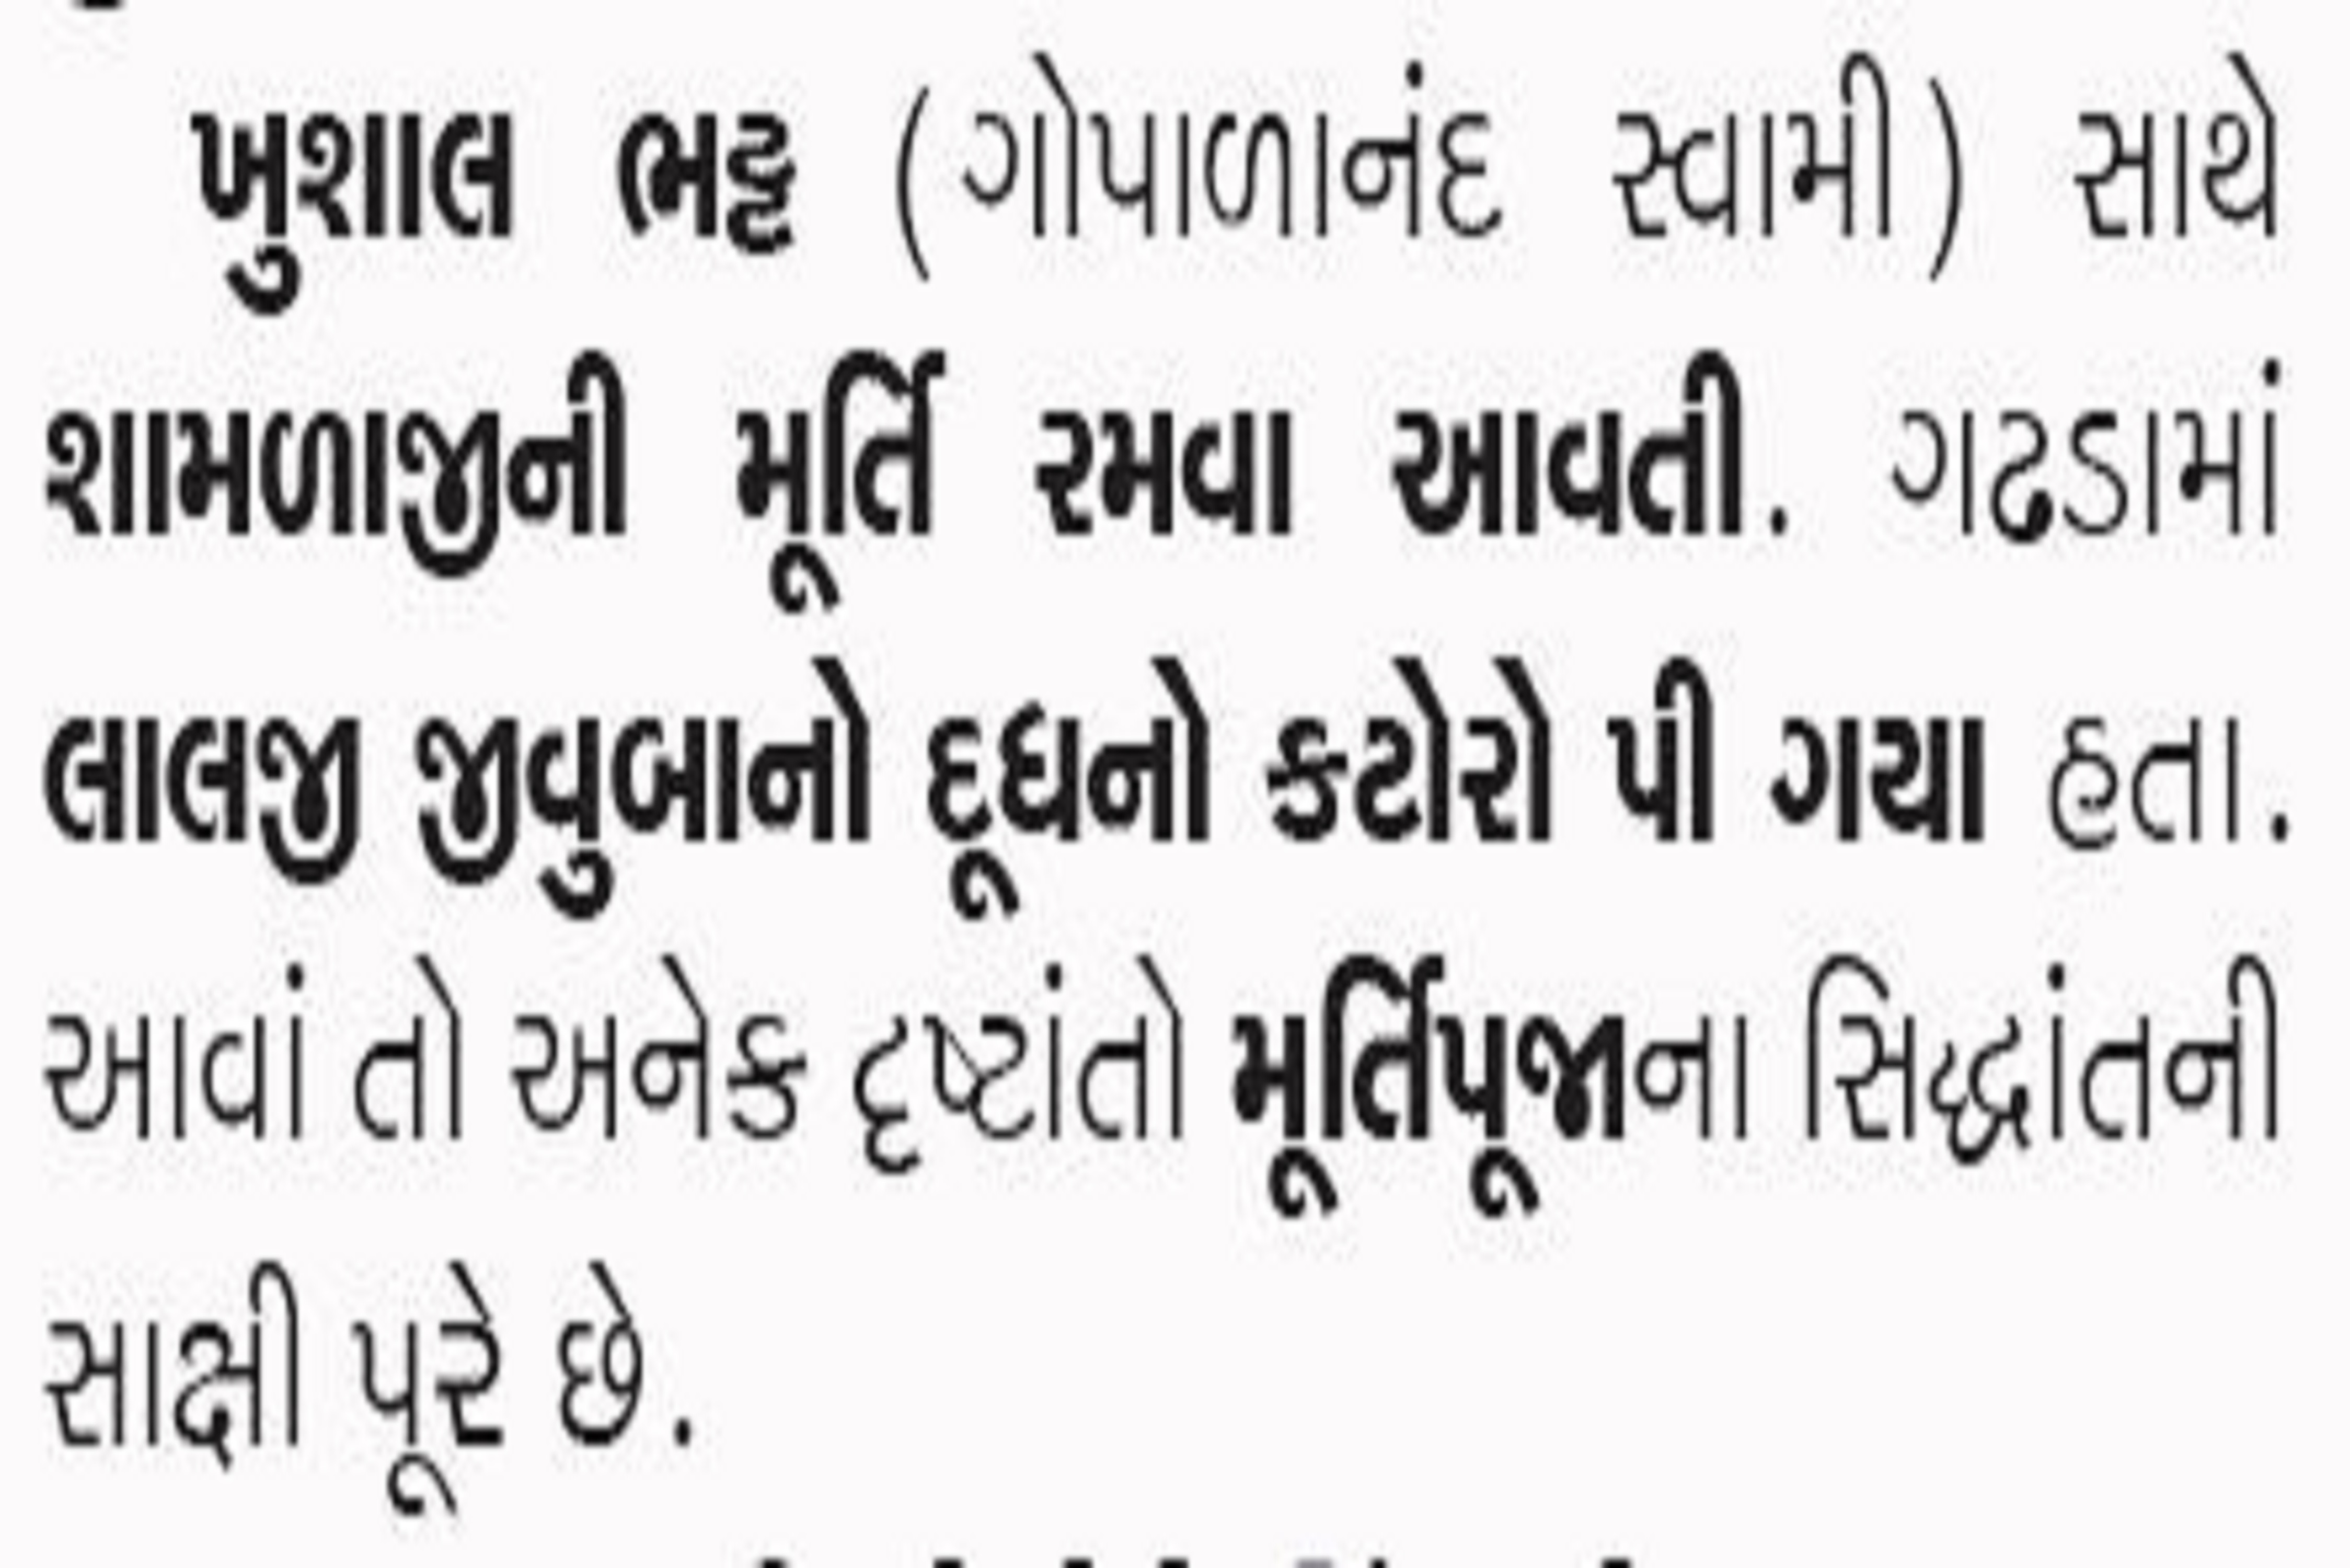 ખુશાલ ભટ્ટ (ગોપાળાનંદ સ્વામી) સાથે
શામળાજીની મૂર્તિ રમવા આવતી. ગઢડામાં
લાલજી જીવુબાનો દૂધનો કટોરો પી ગયા હતા.
આવાં તો અનેક દૃષ્ટાંતો મૂર્તિપૂજાના સિદ્ધાંતની
સાક્ષી પૂરે છે.